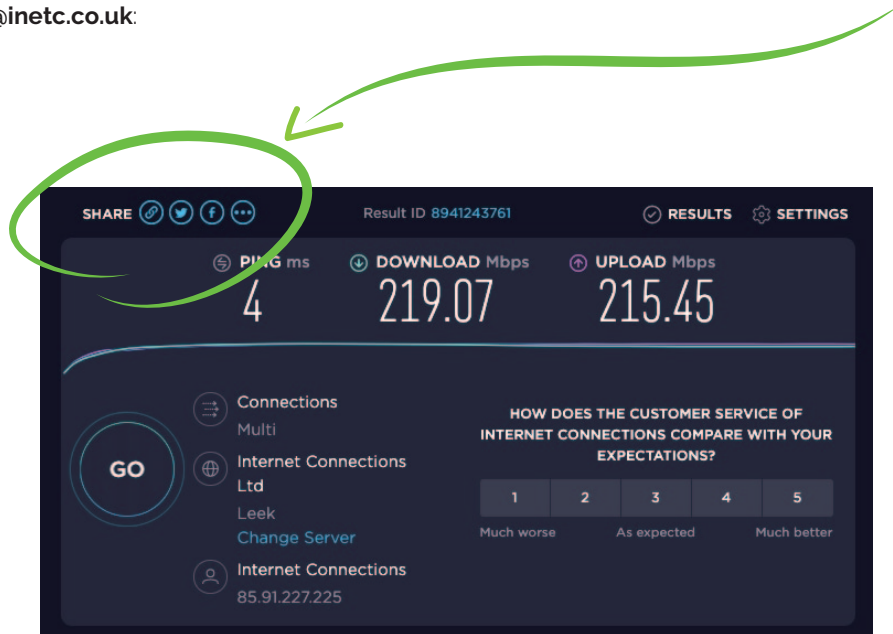 @inetc.co.uk:
SHARE Result ID 8941243761 RESULTS SETTINGS
PING ms DOWNLOAD Mbps UPLOAD Mbps
4 219.07 215.45
Connections
Multi
Internet Connections
Ltd
Leek
Change Server
Internet Connections
85.91.227.225
GO
HOW DOES THE CUSTOMER SERVICE OF
INTERNET CONNECTIONS COMPARE WITH YOUR
EXPECTATIONS?
1 2 3 4 5
Much worse As expected Much better